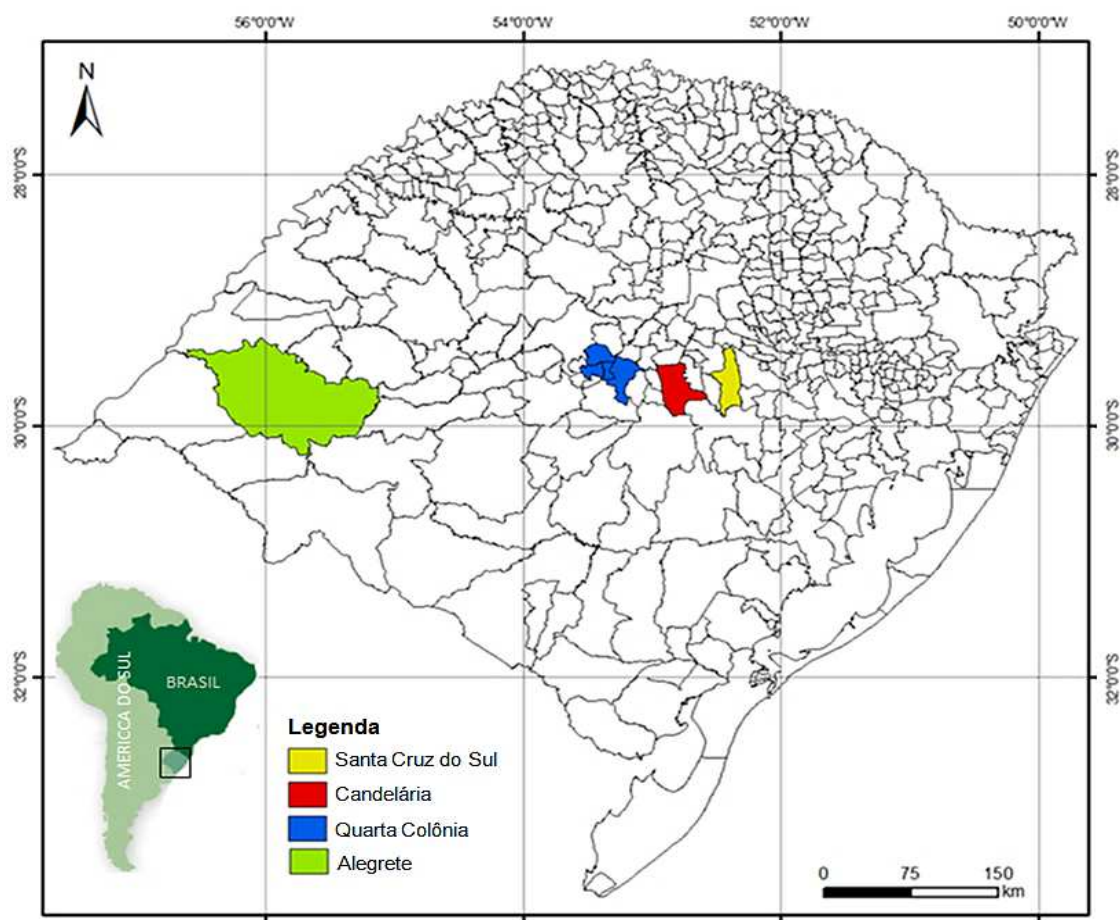 56°0'0"W 54°0'0"W 52°0'0"W 50°0'0"W
N
28°0'0"S 28°0'0"S
30°0'0"S 30°0'0"S
32°0'0"S 32°0'0"S
AMERICCA DO SUL
BRASIL
Legenda
Santa Cruz do Sul
Candelária
Quarta Colônia
Alegrete
0 75 150
km